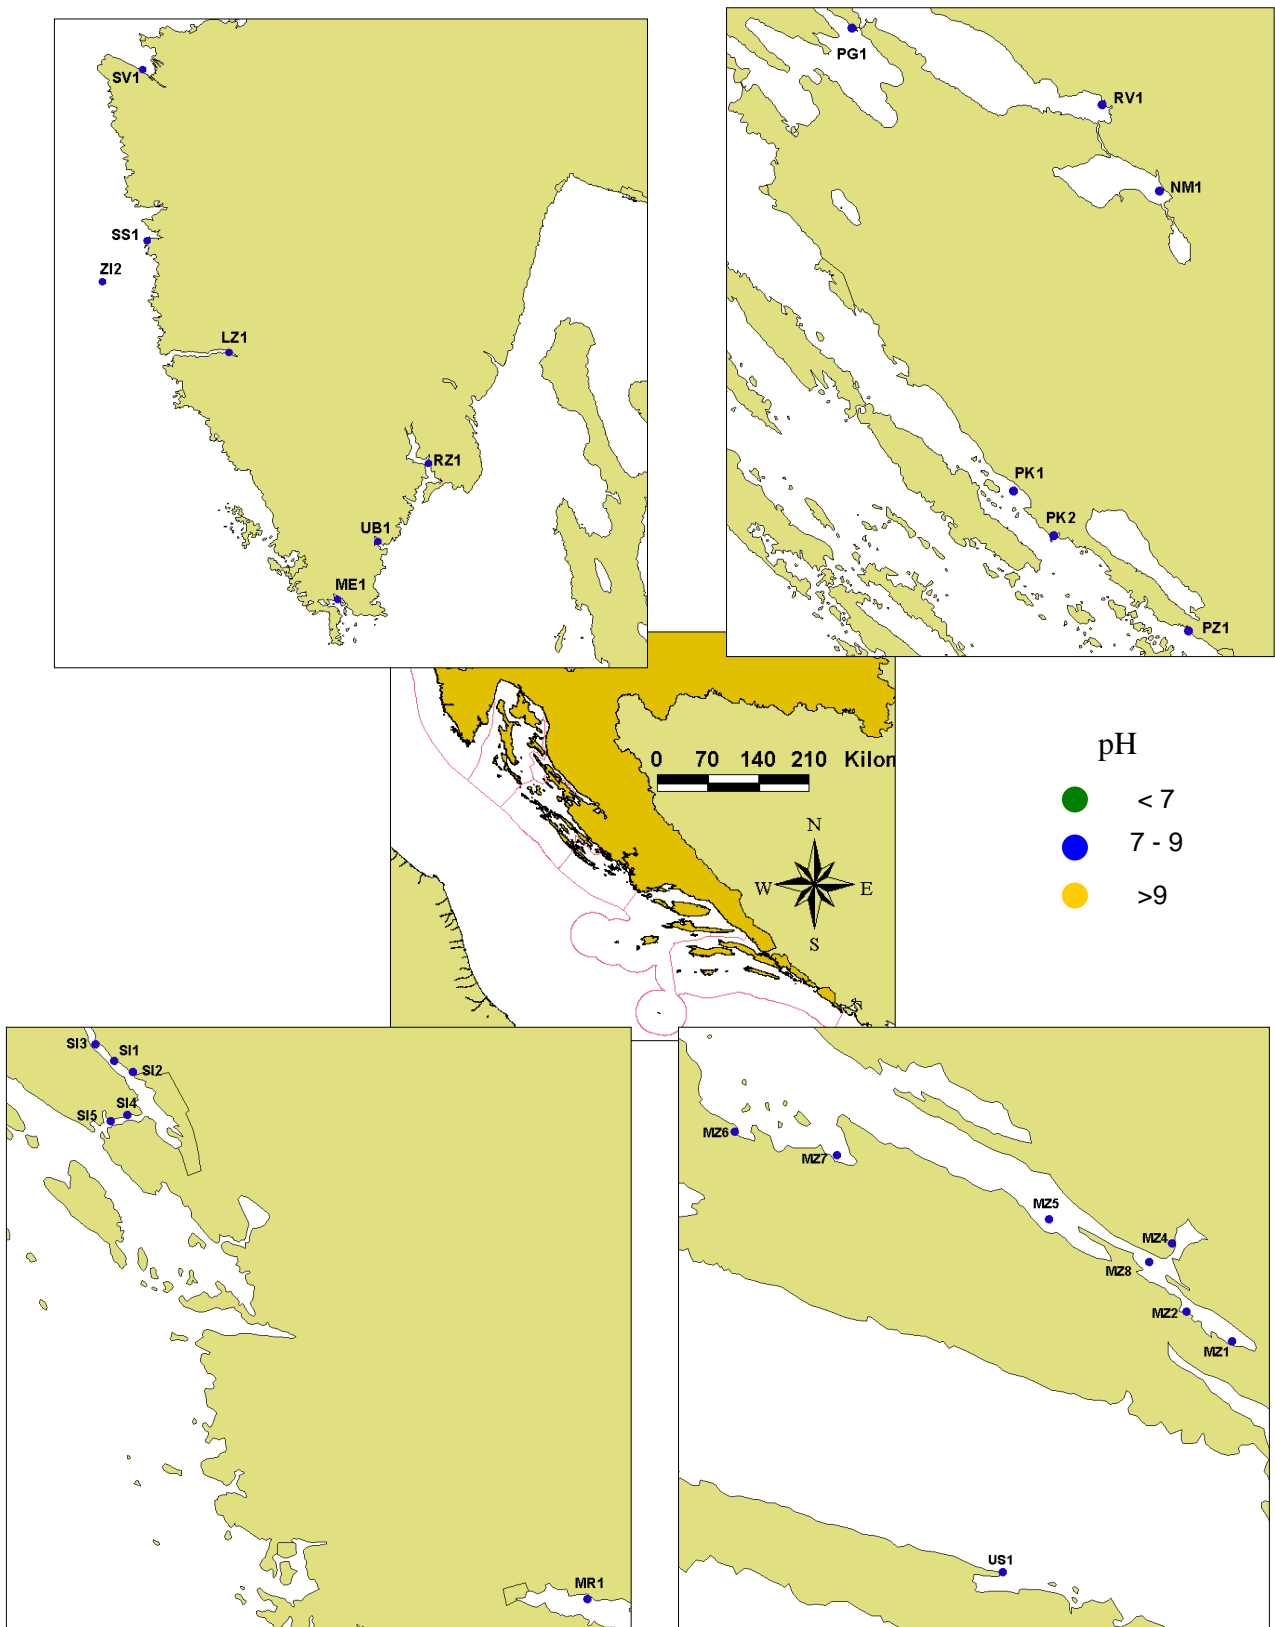 SV1
SS1
ZI2
LZ1
RZ1
UB1
ME1
PG1
RV1
NM1
PK1
PK2
PZ1
0 70 140 210 Kilon
N
W E
S
pH
< 7
7 - 9
>9
SI3
SI1
SI2
SI4
SI5
MR1
MZ6
MZ7
MZ5
MZ4
MZ8
MZ2
MZ1
US1